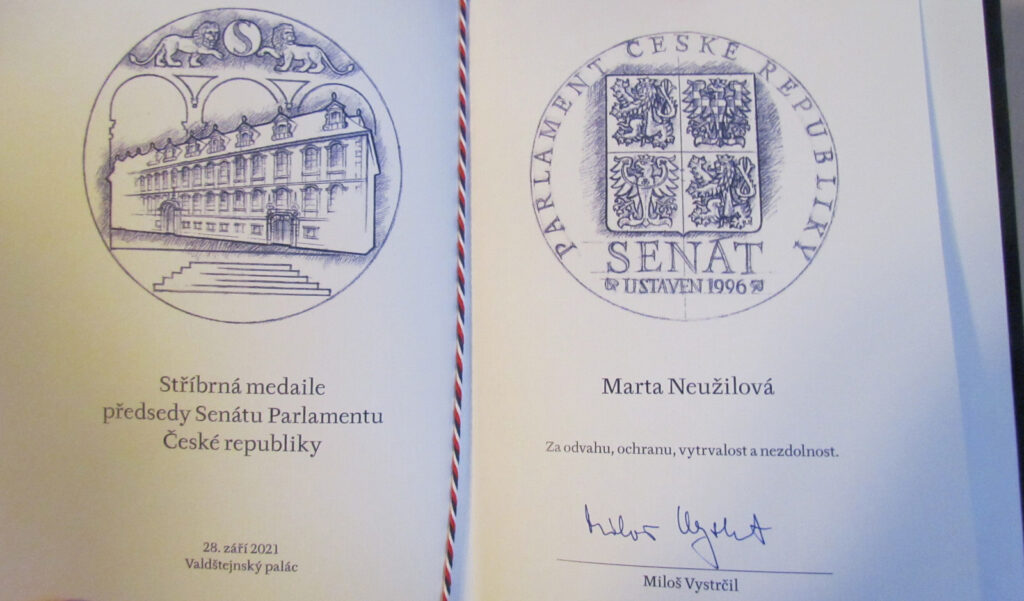 S
Stříbrná medaile
předsedy Senátu Parlamentu
České republiky
28. září 2021
Valdštejnský palác
PARLAMENT ČESKÉ REPUBLIKY
SENÁT
USTAVEN 1996
Marta Neužilová
Za odvahu, ochranu, vytrvalost a nezdolnost.
Miloš Vystrčil